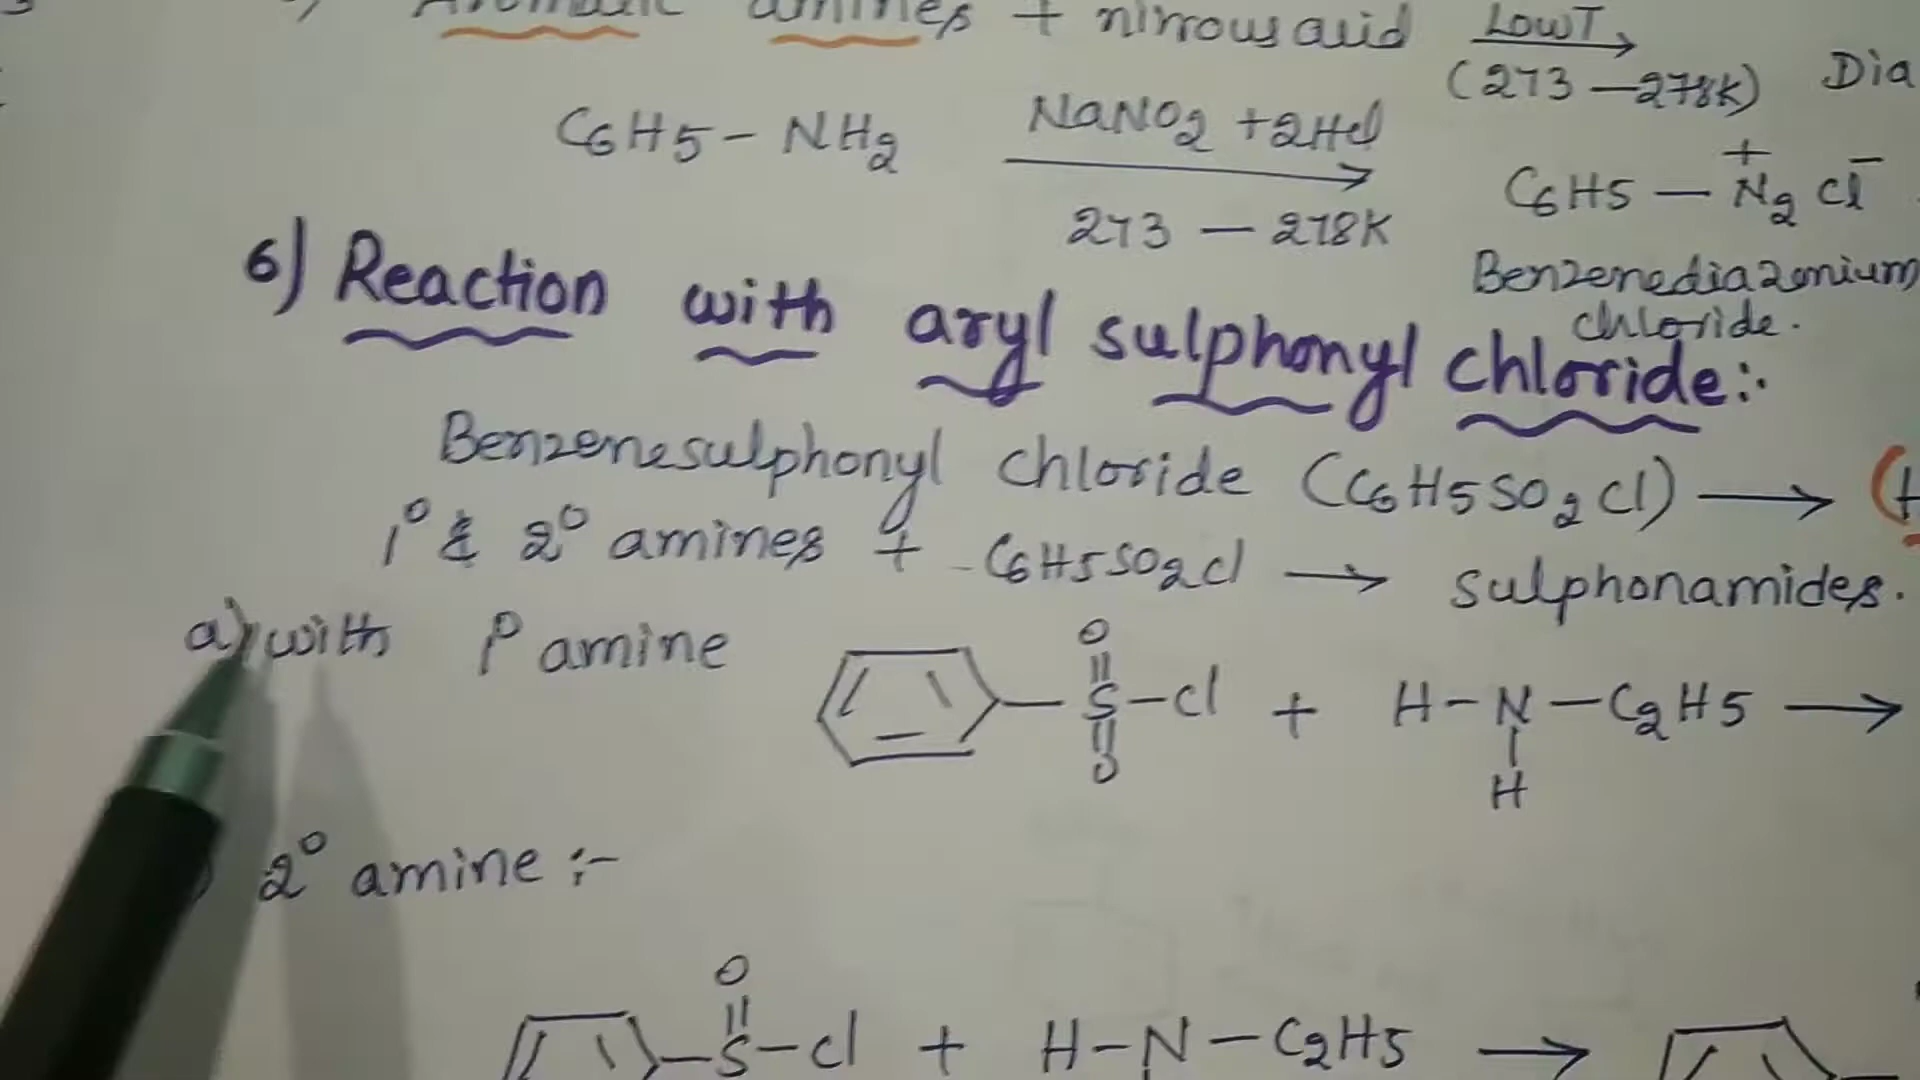 Aromatic amines + nitrous acid LowT
(273 — 278K) Dia
C6H5 - NH2 NaNO2 + 2HCl
273 — 278K
C6H5 — N2 Cl
+ –
Benzenediazonium
chloride.
6) Reaction with aryl sulphonyl chloride:-
Benzenesulphonyl chloride (C6H5SO2Cl) → (H
1° & 2° amines + C6H5SO2Cl → sulphonamides.
a) with 1° amine
O
S - Cl + H - N - C2H5 →
O
H
) 2° amine :-
O
S - Cl + H - N - C2H5 →